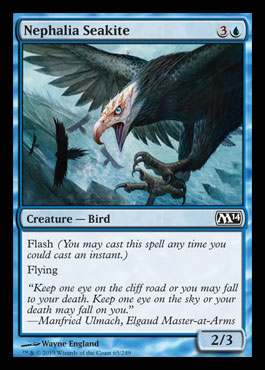 Nephalia Seakite 3
Creature — Bird M14
Flash (You may cast this spell any time you
could cast an instant.)
Flying
“Keep one eye on the cliff road or you may fall
to your death. Keep one eye on the sky or your
death may fall on you.”
—Manfried Ulmach, Elgaud Master-at-Arms
Wayne England
™ & © 2013 Wizards of the Coast 65/249
2/3